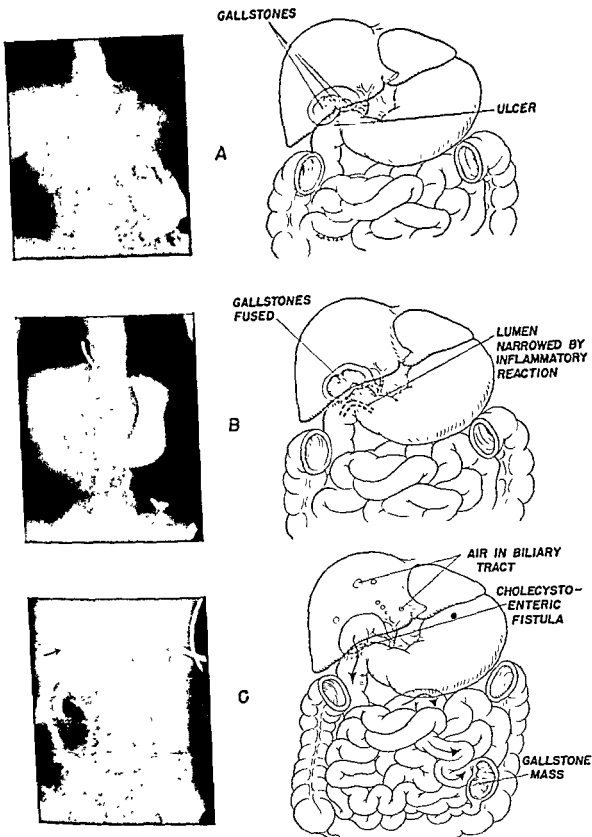 GALLSTONES
ULCER
A
GALLSTONES
FUSED
LUMEN
NARROWED BY
INFLAMMATORY
REACTION
B
AIR IN BILIARY
TRACT
CHOLECYSTO-
ENTERIC
FISTULA
C
GALLSTONE
MASS